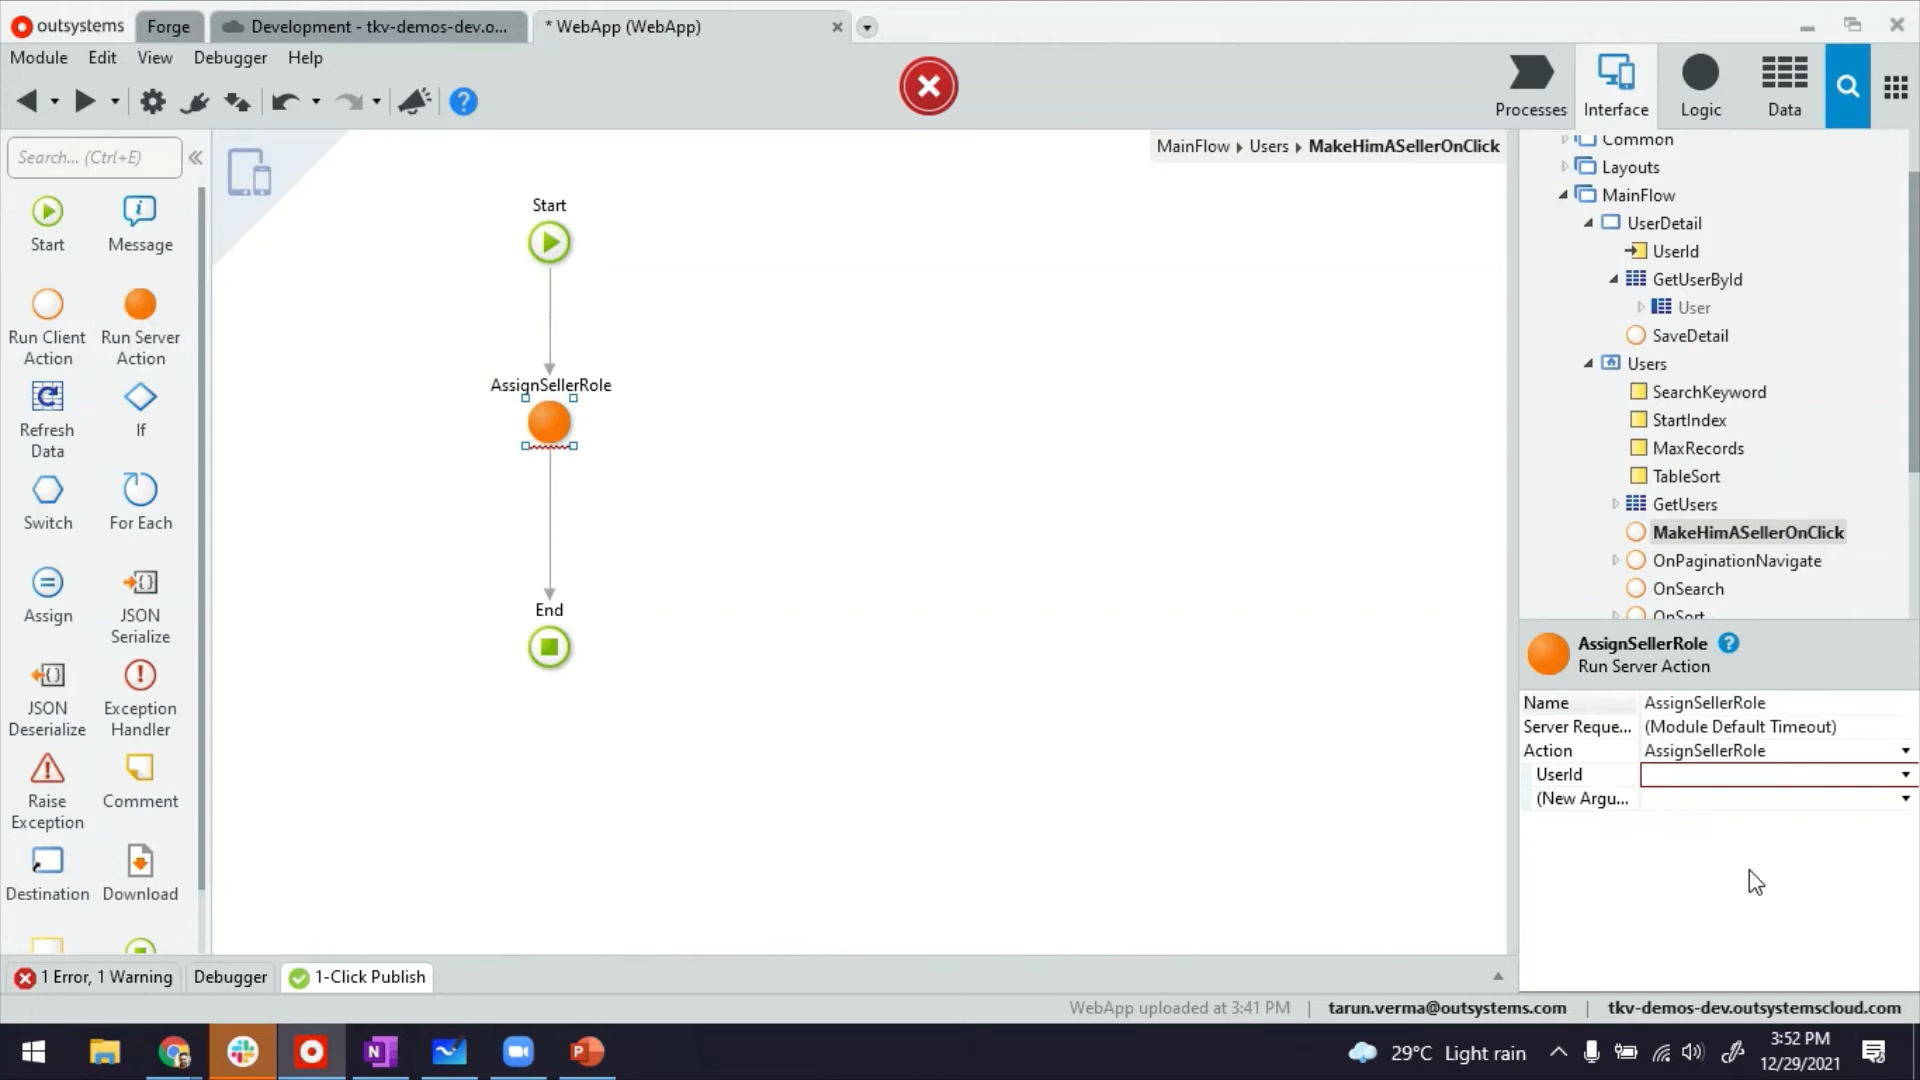 outsystems
Forge
Development - tkv-demos-dev.o...
* WebApp (WebApp)
Module
Edit
View
Debugger
Help
Processes
Interface
Logic
Data
Search... (Ctrl+E)
Start
Message
Run Client
Action
Run Server
Action
Refresh
Data
If
Switch
For Each
Assign
JSON
Serialize
JSON
Deserialize
Exception
Handler
Raise
Exception
Comment
Destination
Download
MainFlow
Users
MakeHimASellerOnClick
Start
AssignSellerRole
End
Common
Layouts
MainFlow
UserDetail
UserId
GetUserById
User
SaveDetail
Users
SearchKeyword
StartIndex
MaxRecords
TableSort
GetUsers
MakeHimASellerOnClick
OnPaginationNavigate
OnSearch
OnSort
AssignSellerRole
Run Server Action
Name
AssignSellerRole
Server Reque...
(Module Default Timeout)
Action
AssignSellerRole
UserId
(New Argu...
1 Error, 1 Warning
Debugger
1-Click Publish
WebApp uploaded at 3:41 PM
tarun.verma@outsystems.com
tkv-demos-dev.outsystemscloud.com
29°C Light rain
3:52 PM
12/29/2021